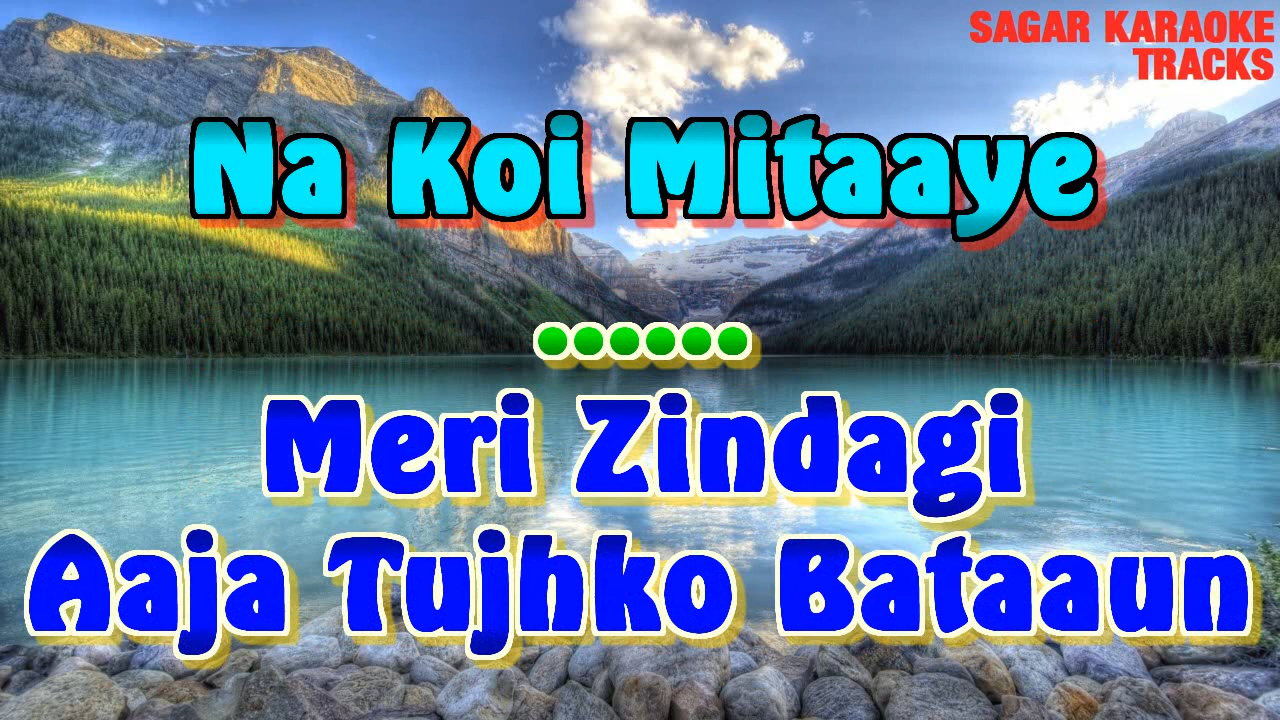 SAGAR KARAOKE
TRACKS
Na Koi Mitaaye
●●●●●●
Meri Zindagi
Aaja Tujhko Bataaun